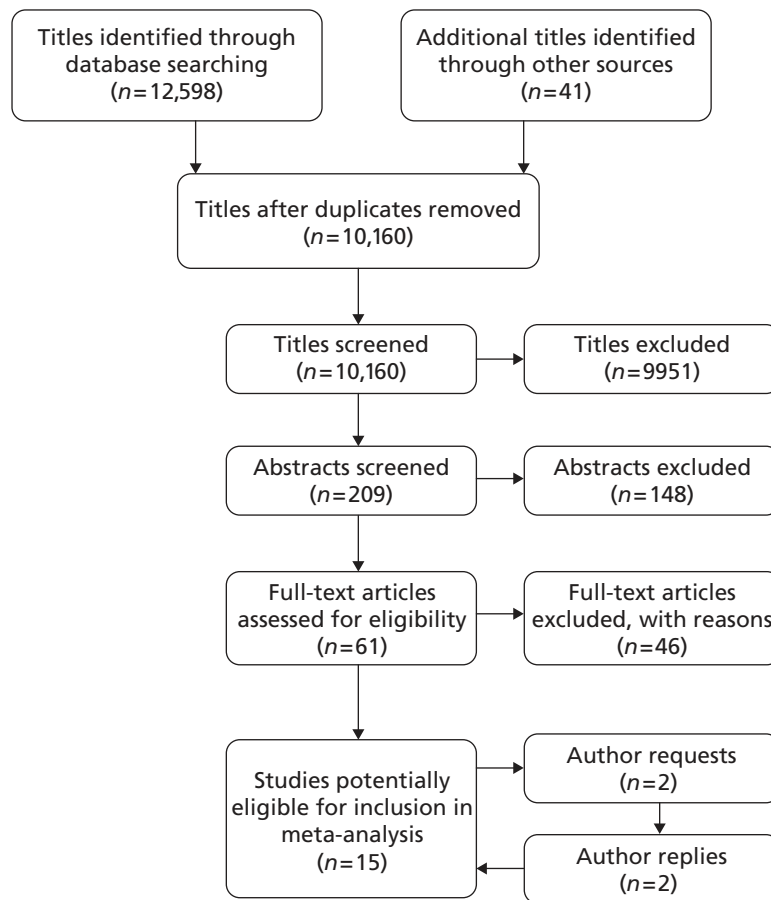 Titles identified through
database searching
(n=12,598)
Additional titles identified
through other sources
(n=41)
Titles after duplicates removed
(n=10,160)
Titles screened
(n=10,160)
Titles excluded
(n=9951)
Abstracts screened
(n=209)
Abstracts excluded
(n=148)
Full-text articles
assessed for eligibility
(n=61)
Full-text articles
excluded, with reasons
(n=46)
Studies potentially
eligible for inclusion in
meta-analysis
(n=15)
Author requests
(n=2)
Author replies
(n=2)